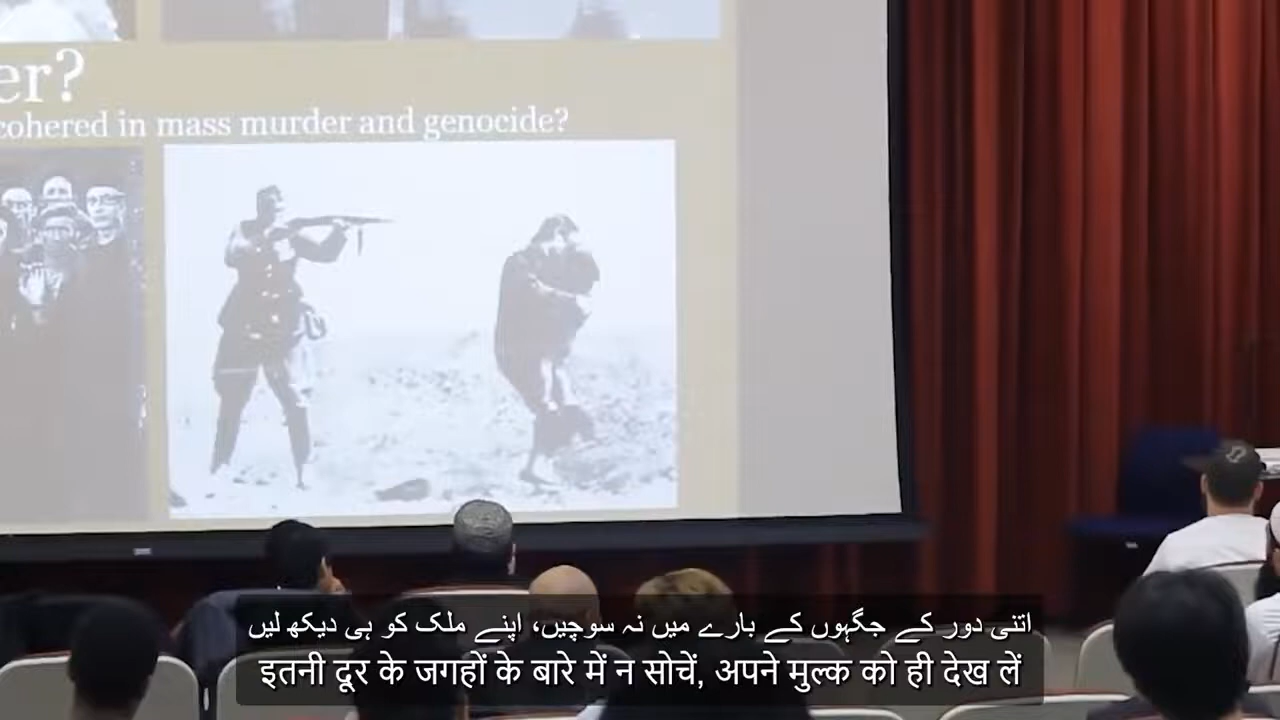 er?
cohered in mass murder and genocide?
اتنی دور کے جگہوں کے بارے میں نہ سوچیں، اپنے ملک کو ہی دیکھ لیں
इतनी दूर के जगहों के बारे में न सोचें, अपने मुल्क को ही देख लें